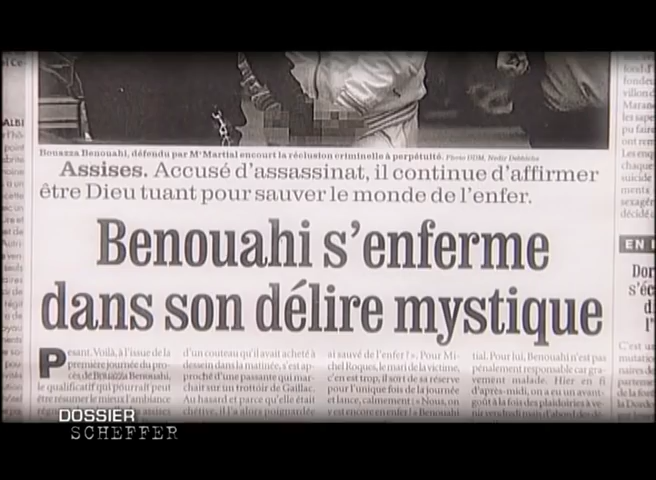 Bouazza Benouahi, défendu par Me Martial encourt la réclusion criminelle à perpétuité. Photo DDM,
Assises. Accusé d'assassinat, il continue d'affirmer
être Dieu tuant pour sauver le monde de l'enfer.
Benouahi s'enferme
dans son délire mystique
Pesant. Voilà, à l'issue de la
première journée du pro-
cès de Bouazza Benouahi,
le qualificatif qui pourrait peut
être résumer le mieux l'ambiance
d'un couteau qu'il avait acheté à
dessein dans la matinée, s'est ap-
proché d'une passante qui mar-
chait sur un trottoir de Gaillac.
Au hasard et parce qu'elle était
chétive, il l'a alors poignardée
ai sauvé de l'enfer! ». Pour Mi-
chel Roques, le mari de la victime,
c'en est trop, il sort de sa réserve
pour l'unique fois de la journée
et lance, calmement : « Nous, on
y est encore en enfer! » Benouahi
tial. Pour lui, Benouahi n'est pas
pénalement responsable car gra-
vement malade. Hier en fi
d'après-midi, on a eu un avant-
goût à la fois des plaidoiries à ve-
EN
Dor
s'éc
d
l'
ALBI
DOSSIER
SCHEFFER